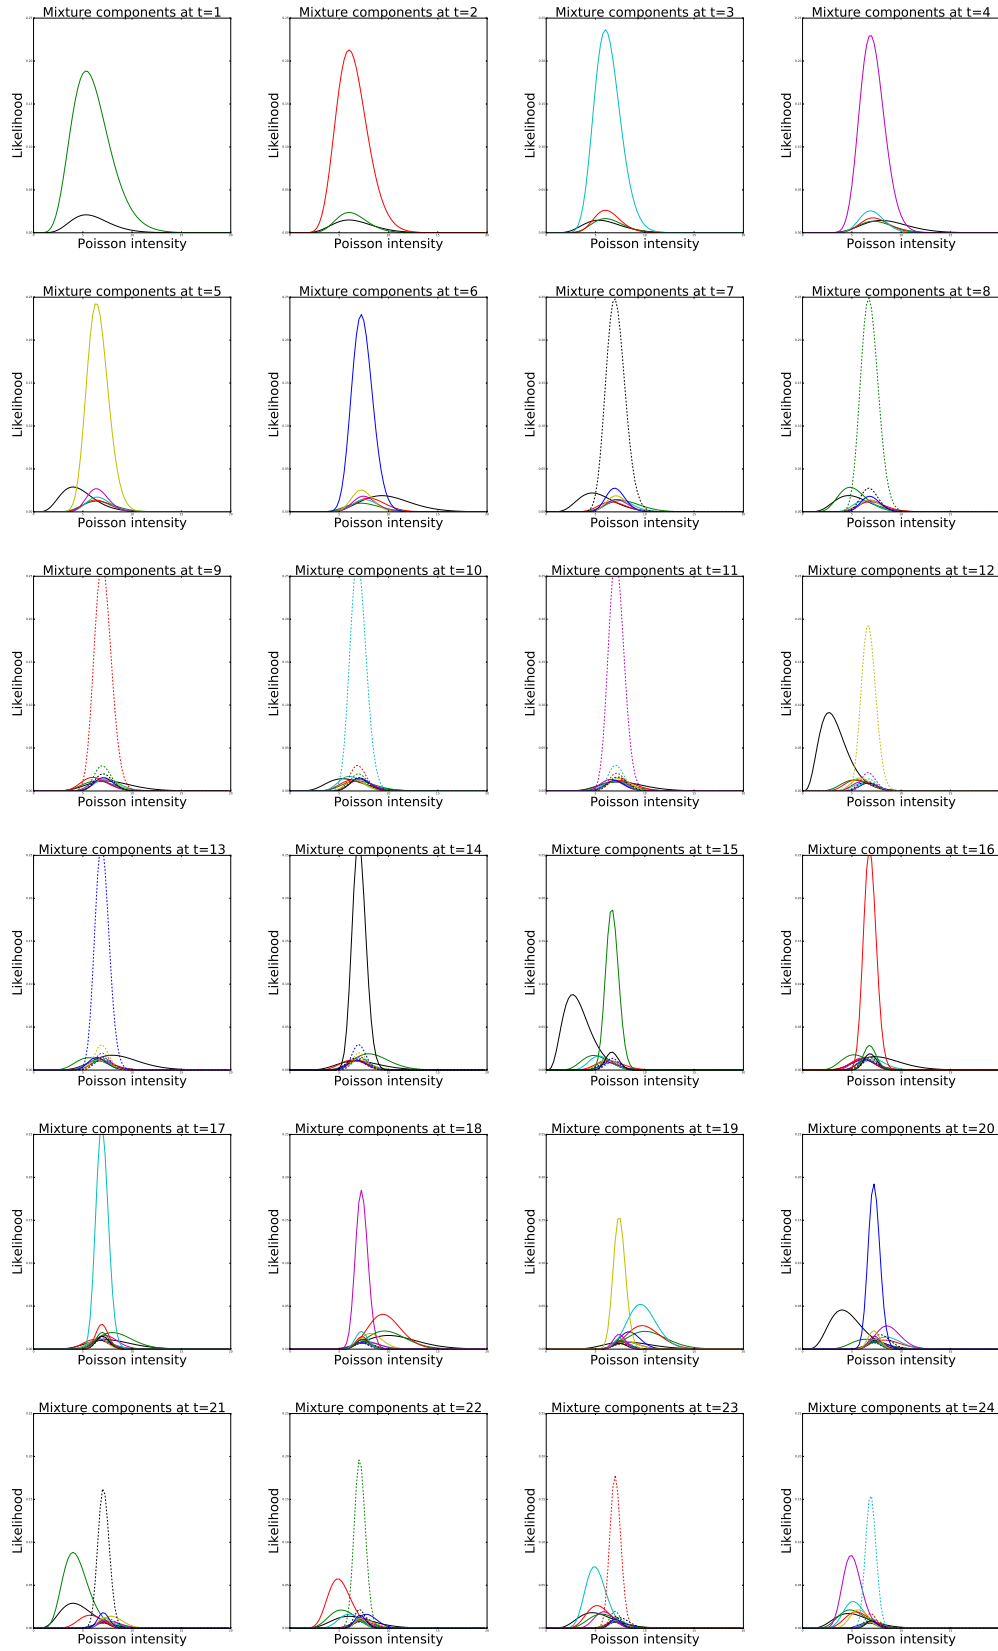 Mixture components at t=1
Mixture components at t=2
Mixture components at t=3
Mixture components at t=4
Likelihood
Likelihood
Likelihood
Likelihood
Poisson intensity
Poisson intensity
Poisson intensity
Poisson intensity
Mixture components at t=5
Mixture components at t=6
Mixture components at t=7
Mixture components at t=8
Likelihood
Likelihood
Likelihood
Likelihood
Poisson intensity
Poisson intensity
Poisson intensity
Poisson intensity
Mixture components at t=9
Mixture components at t=10
Mixture components at t=11
Mixture components at t=12
Likelihood
Likelihood
Likelihood
Likelihood
Poisson intensity
Poisson intensity
Poisson intensity
Poisson intensity
Mixture components at t=13
Mixture components at t=14
Mixture components at t=15
Mixture components at t=16
Likelihood
Likelihood
Likelihood
Likelihood
Poisson intensity
Poisson intensity
Poisson intensity
Poisson intensity
Mixture components at t=17
Mixture components at t=18
Mixture components at t=19
Mixture components at t=20
Likelihood
Likelihood
Likelihood
Likelihood
Poisson intensity
Poisson intensity
Poisson intensity
Poisson intensity
Mixture components at t=21
Mixture components at t=22
Mixture components at t=23
Mixture components at t=24
Likelihood
Likelihood
Likelihood
Likelihood
Poisson intensity
Poisson intensity
Poisson intensity
Poisson intensity